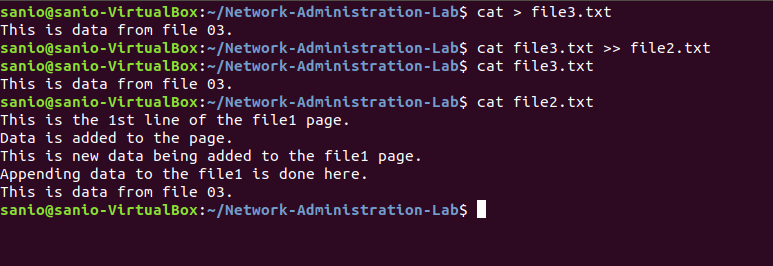 sanio@sanio-VirtualBox:~/Network-Administration-Lab$ cat > file3.txt
This is data from file 03.
sanio@sanio-VirtualBox:~/Network-Administration-Lab$ cat file3.txt >> file2.txt
sanio@sanio-VirtualBox:~/Network-Administration-Lab$ cat file3.txt
This is data from file 03.
sanio@sanio-VirtualBox:~/Network-Administration-Lab$ cat file2.txt
This is the 1st line of the file1 page.
Data is added to the page.
This is new data being added to the file1 page.
Appending data to the file1 is done here.
This is data from file 03.
sanio@sanio-VirtualBox:~/Network-Administration-Lab$